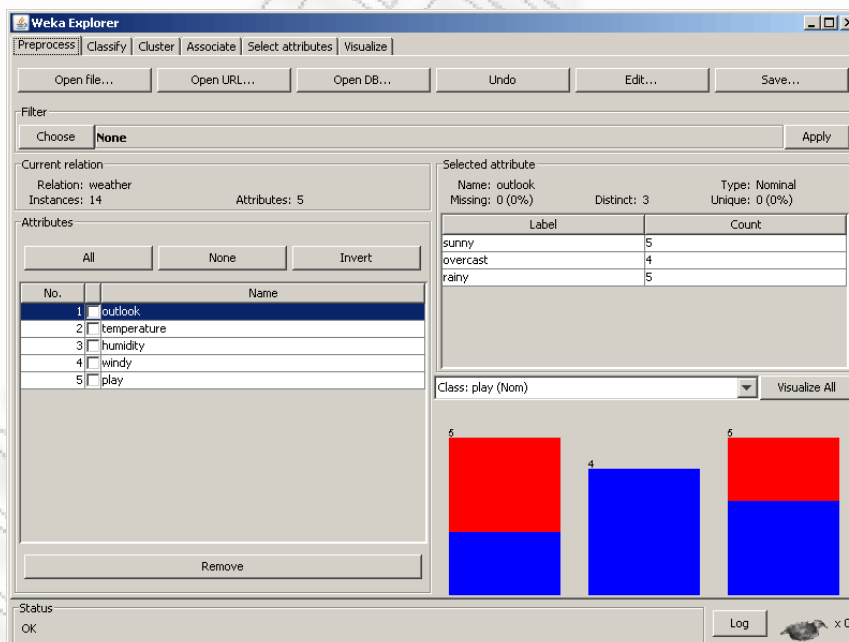 Weka Explorer
Preprocess Classify Cluster Associate Select attributes Visualize
Open file... Open URL... Open DB... Undo Edit... Save...
Filter
Choose None Apply
Current relation
Relation: weather
Instances: 14 Attributes: 5
Attributes
All None Invert
No. Name
1 outlook
2 temperature
3 humidity
4 windy
5 play
Remove
Selected attribute
Name: outlook Type: Nominal
Missing: 0 (0%) Distinct: 3 Unique: 0 (0%)
Label Count
sunny 5
overcast 4
rainy 5
Class: play (Nom) Visualize All
5 4 5
Status
OK
Log x 0